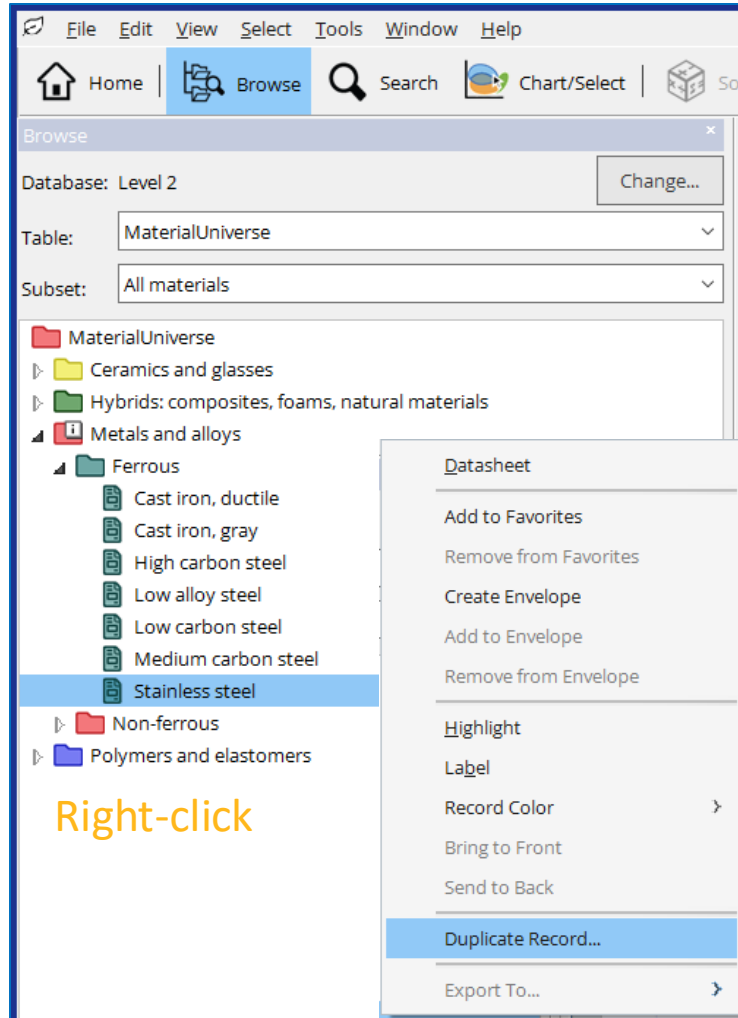 File Edit View Select Tools Window Help
Home Browse Search Chart/Select So
Browse ×
Database: Level 2 Change...
Table: MaterialUniverse
Subset: All materials
MaterialUniverse
Ceramics and glasses
Hybrids: composites, foams, natural materials
Metals and alloys
Ferrous
Cast iron, ductile
Cast iron, gray
High carbon steel
Low alloy steel
Low carbon steel
Medium carbon steel
Stainless steel
Non-ferrous
Polymers and elastomers
Right-click
Datasheet
Add to Favorites
Remove from Favorites
Create Envelope
Add to Envelope
Remove from Envelope
Highlight
Label
Record Color
Bring to Front
Send to Back
Duplicate Record...
Export To...